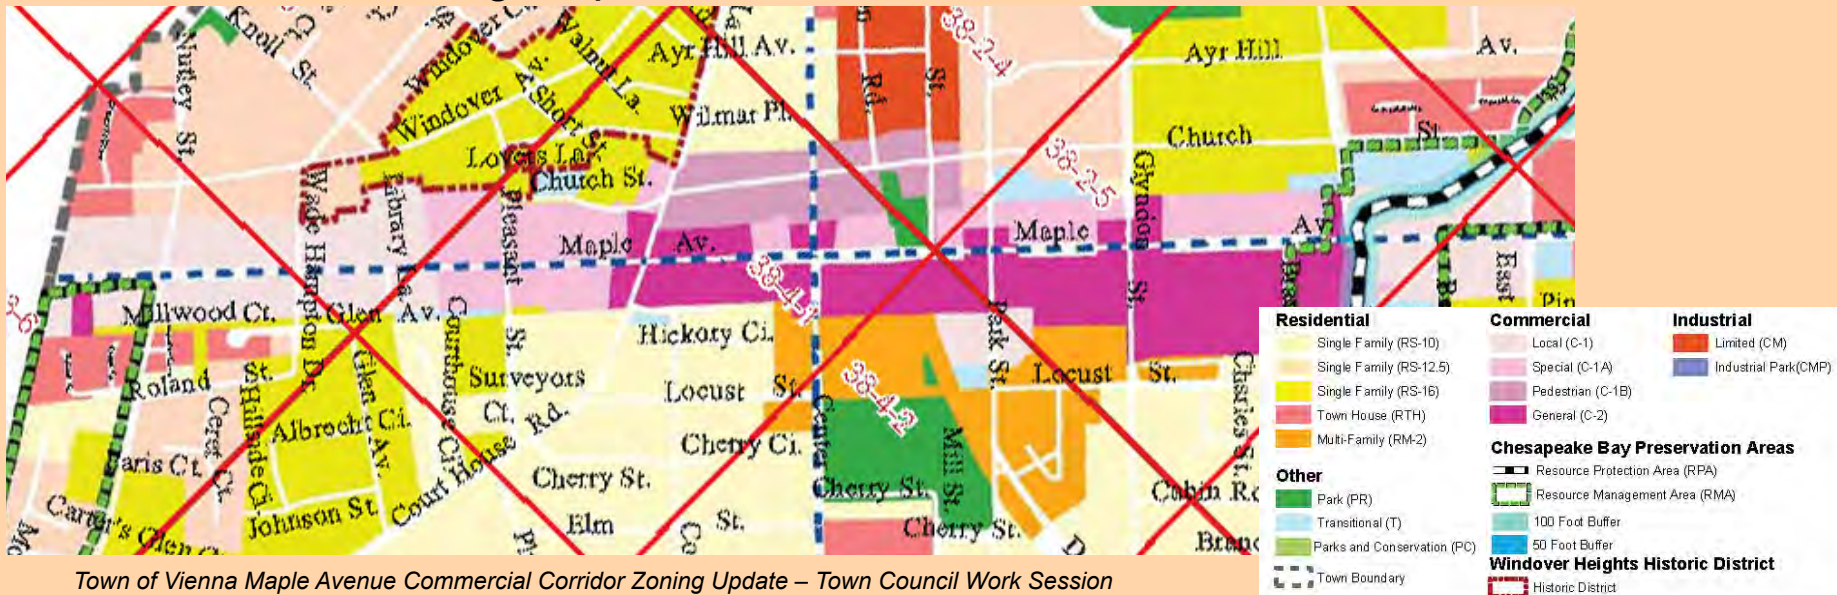 Knoll St.
Nutley St.
Ct.
Windover
Windover Av.
Walnut La.
Ayr Hill Av.
Short St.
Wilmar Pl.
Lovers La.
Church St.
Rd.
St.
38-2-4
Ayr Hill Av.
Church St.
38-2-5
Glyndon St.
Wade Hampton Dr.
Library La.
Pleasant St.
Maple Av.
Maple Av.
38-4-1
East
Millwood Ct.
Glen Av.
Courthouse Ci.
Hickory Ci.
Park St.
Roland St.
Glen Av.
Surveyors Ct.
Locust St.
38-4-2
Locust St.
Charles St.
Ceret Ct.
Hillside Ci.
Albrecht Ci.
Court House Rd.
Cherry Ci.
Center
Mill St.
aris Ct.
Cherry St.
Cherry St.
Carter's Glen
Johnson St.
Elm St.
Cherry St.
Residential
Single Family (RS-10)
Single Family (RS-12.5)
Single Family (RS-16)
Town House (RTH)
Multi-Family (RM-2)
Other
Park (PR)
Transitional (T)
Parks and Conservation (PC)
Town Boundary
Commercial
Local (C-1)
Special (C-1A)
Pedestrian (C-1B)
General (C-2)
Chesapeake Bay Preservation Areas
Resource Protection Area (RPA)
Resource Management Area (RMA)
100 Foot Buffer
50 Foot Buffer
Windover Heights Historic District
Historic District
Industrial
Limited (CM)
Industrial Park(CMP)
Town of Vienna Maple Avenue Commercial Corridor Zoning Update – Town Council Work Session